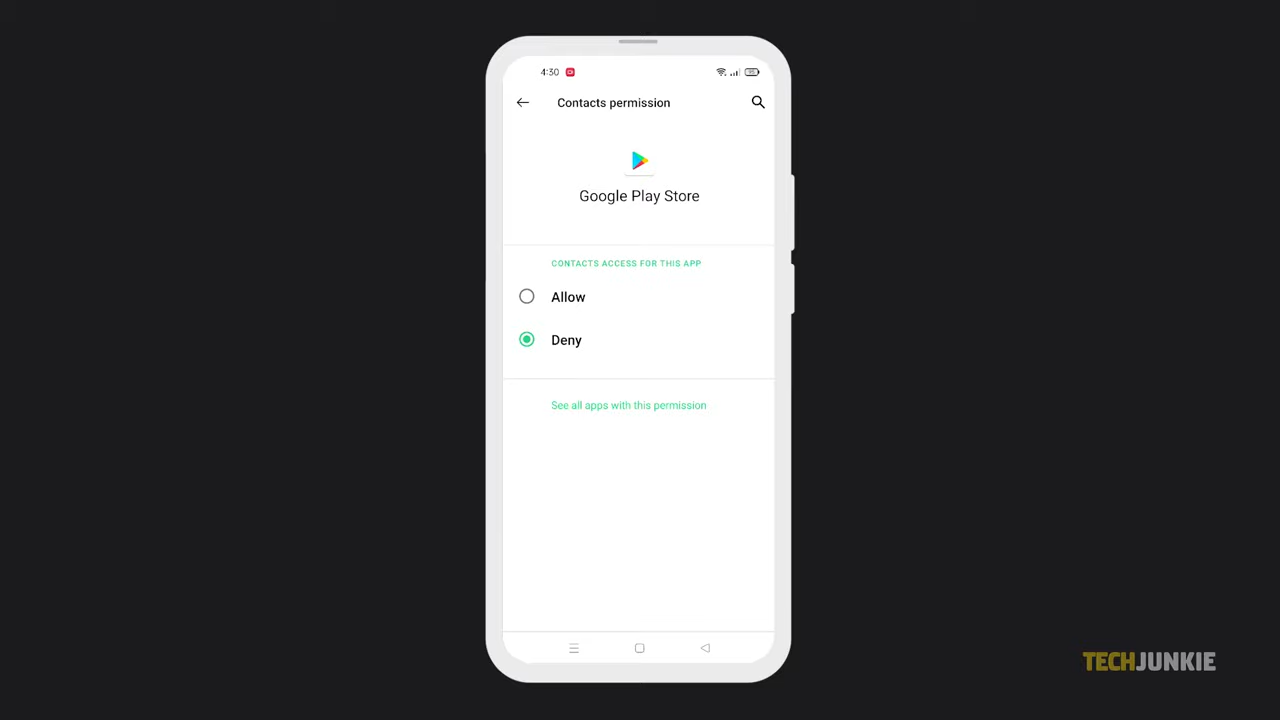 4:30
95
Contacts permission
Google Play Store
CONTACTS ACCESS FOR THIS APP
Allow
Deny
See all apps with this permission
TECHJUNKIE